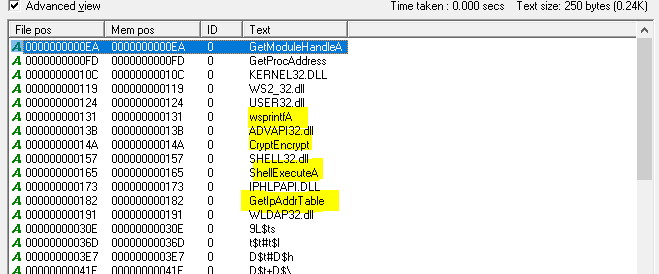 Advanced view Time taken : 0.000 secs Text size: 250 bytes (0.24K)
File pos Mem pos ID Text
A 0000000000EA 0000000000EA 0 GetModuleHandleA
A 0000000000FD 0000000000FD 0 GetProcAddress
A 00000000010C 00000000010C 0 KERNEL32.DLL
A 000000000119 000000000119 0 WS2_32.dll
A 000000000124 000000000124 0 USER32.dll
A 000000000131 000000000131 0 wsprintfA
A 00000000013B 00000000013B 0 ADVAPI32.dll
A 00000000014A 00000000014A 0 CryptEncrypt
A 000000000157 000000000157 0 SHELL32.dll
A 000000000165 000000000165 0 ShellExecuteA
A 000000000173 000000000173 0 IPHLPAPI.DLL
A 000000000182 000000000182 0 GetIpAddrTable
A 000000000191 000000000191 0 WLDAP32.dll
A 00000000030E 00000000030E 0 9L$ts
A 00000000036D 00000000036D 0 t$t#t$l
A 0000000003E7 0000000003E7 0 D$t#D$h
A 00000000041F 00000000041F 0 D$t+D$\